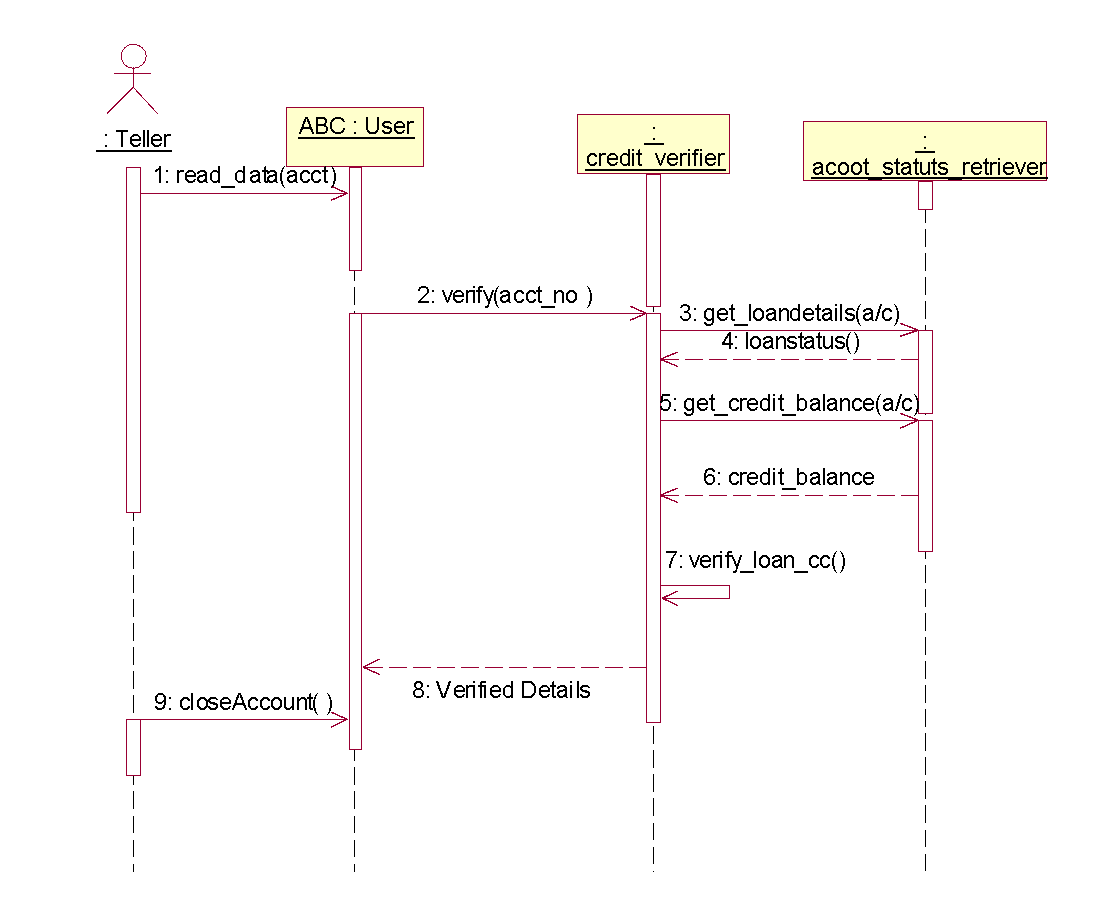 : Teller
ABC : User
:
credit_verifier
:
acoot_statuts_retriever
1: read_data(acct)
2: verify(acct_no )
3: get_loandetails(a/c)
4: loanstatus()
5: get_credit_balance(a/c)
6: credit_balance
7: verify_loan_cc()
8: Verified Details
9: closeAccount( )